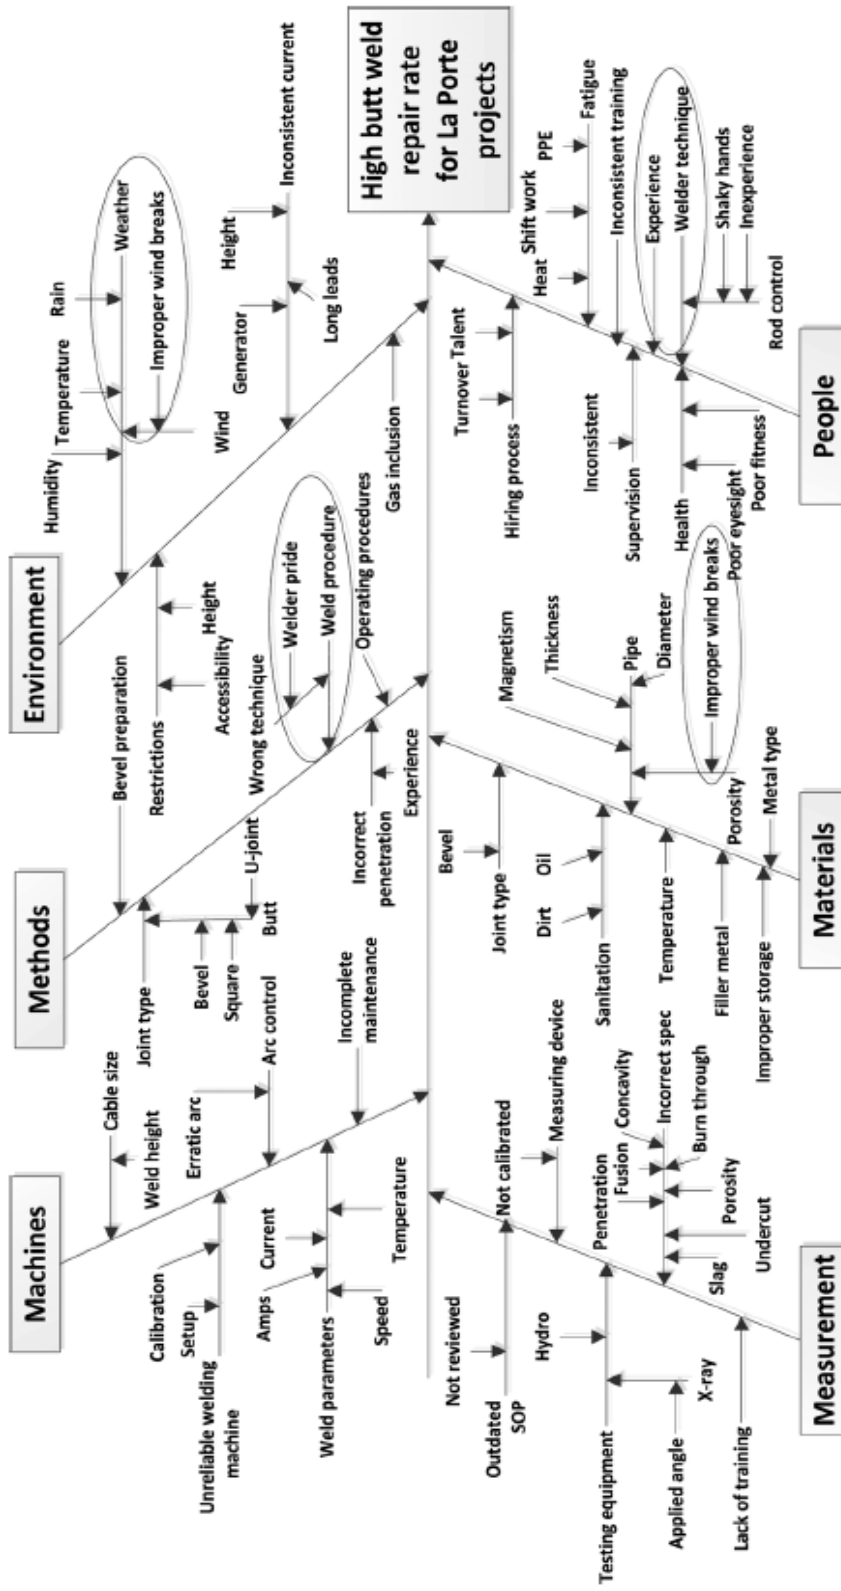 Machines
Cable size
Weld height
Calibration
Setup
Unreliable welding
machine
Erratic arc
Arc control
Amps
Current
Weld parameters
Speed
Temperature
Incomplete
maintenance
Methods
Bevel preparation
Joint type
Bevel
Square
U-joint
Butt
Wrong technique
Welder pride
Weld procedure
Operating procedures
Incorrect
penetration
Experience
Environment
Humidity
Temperature
Rain
Weather
Improper wind breaks
Wind
Restrictions
Accessibility
Height
Generator
Height
Inconsistent current
Long leads
Gas inclusion
High butt weld
repair rate
for La Porte
projects
Measurement
Not reviewed
Outdated
SOP
Not calibrated
Measuring device
Hydro
Testing equipment
X-ray
Applied angle
Penetration
Fusion
Concavity
Incorrect spec
Burn through
Porosity
Undercut
Slag
Lack of training
Materials
Bevel
Joint type
Dirt
Oil
Sanitation
Magnetism
Thickness
Pipe
Diameter
Improper wind breaks
Porosity
Temperature
Filler metal
Metal type
Improper storage
People
Turnover
Talent
Hiring process
Heat
Shift work
PPE
Fatigue
Inconsistent training
Inconsistent
Supervision
Experience
Welder technique
Shaky hands
Inexperience
Rod control
Health
Poor eyesight
Poor fitness